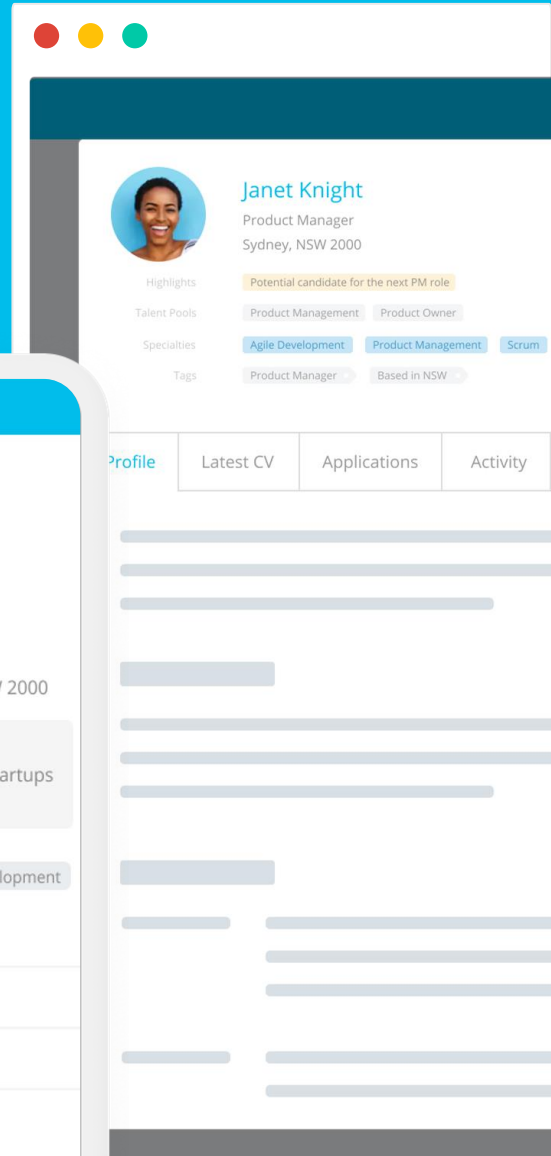 Janet Knight
Product Manager
Sydney, NSW 2000
Highlights Potential candidate for the next PM role
Talent Pools Product Management Product Owner
Specialties Agile Development Product Management Scrum
Tags Product Manager Based in NSW
Profile Latest CV Applications Activity
2000